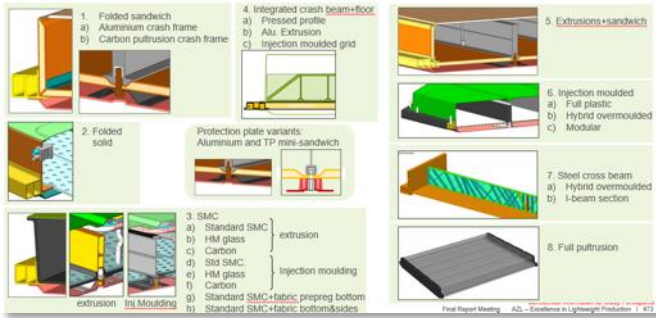 1. Folded sandwich
a) Aluminium crash frame
b) Carbon pultrusion crash frame
2. Folded
solid
3. SMC
a) Standard SMC
b) HM glass
c) Carbon
extrusion
d) Std SMC.
e) HM glass
f) Carbon
Injection moulding
g) Standard SMC+fabric prepreg bottom
h) Standard SMC+fabric bottom&sides
extrusion
Inj.Moulding
4. Integrated crash beam+floor
a) Pressed profile
b) Alu. Extrusion
c) Injection moulded grid
Protection plate variants:
Aluminium and TP mini-sandwich
5. Extrusions+sandwich
6. Injection moulded
a) Full plastic
b) Hybrid overmoulded
c) Modular
7. Steel cross beam
a) Hybrid overmoulded
b) I-beam section
8. Full pultrusion
Final Report Meeting AZL – Excellence in Lightweight Production | 473